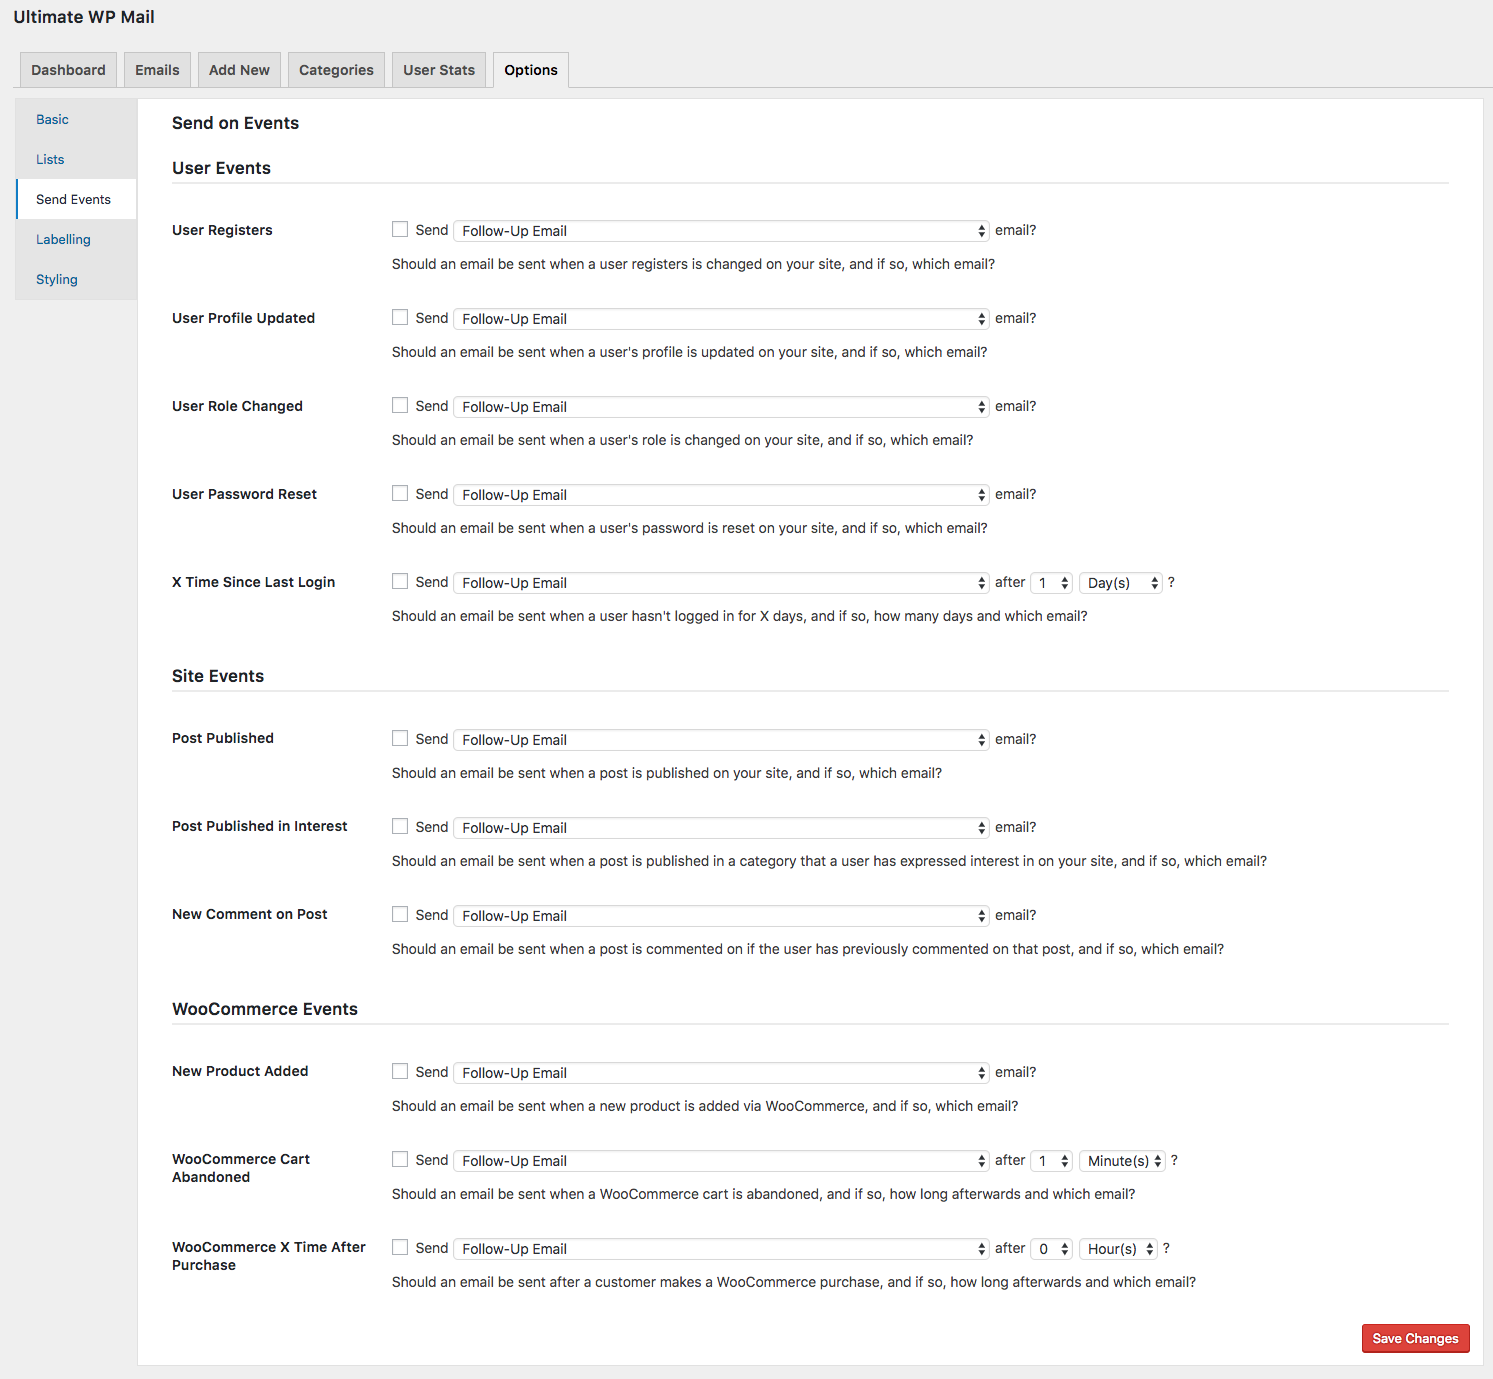 Ultimate WP Mail
Dashboard Emails Add New Categories User Stats Options
Basic
Lists
Send Events
Labelling
Styling
Send on Events
User Events
User Registers Send Follow-Up Email email?
Should an email be sent when a user registers is changed on your site, and if so, which email?
User Profile Updated Send Follow-Up Email email?
Should an email be sent when a user's profile is updated on your site, and if so, which email?
User Role Changed Send Follow-Up Email email?
Should an email be sent when a user's role is changed on your site, and if so, which email?
User Password Reset Send Follow-Up Email email?
Should an email be sent when a user's password is reset on your site, and if so, which email?
X Time Since Last Login Send Follow-Up Email after 1 Day(s) ?
Should an email be sent when a user hasn't logged in for X days, and if so, how many days and which email?
Site Events
Post Published Send Follow-Up Email email?
Should an email be sent when a post is published on your site, and if so, which email?
Post Published in Interest Send Follow-Up Email email?
Should an email be sent when a post is published in a category that a user has expressed interest in on your site, and if so, which email?
New Comment on Post Send Follow-Up Email email?
Should an email be sent when a post is commented on if the user has previously commented on that post, and if so, which email?
WooCommerce Events
New Product Added Send Follow-Up Email email?
Should an email be sent when a new product is added via WooCommerce, and if so, which email?
WooCommerce Cart
Abandoned
Send Follow-Up Email after 1 Minute(s) ?
Should an email be sent when a WooCommerce cart is abandoned, and if so, how long afterwards and which email?
WooCommerce X Time After
Purchase
Send Follow-Up Email after 0 Hour(s) ?
Should an email be sent after a customer makes a WooCommerce purchase, and if so, how long afterwards and which email?
Save Changes